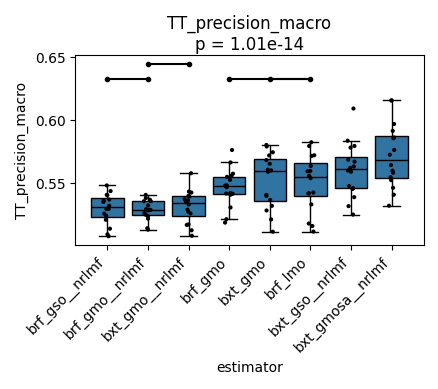 TT_precision_macro
p = 1.01e-14
TT_precision_macro
0.65
0.60
0.55
brf_gso__nrlmf
brf_gmo__nrlmf
bxt_gmo__nrlmf
brf_gmo
bxt_gmo
brf_lmo
bxt_gso__nrlmf
bxt_gmosa__nrlmf
estimator